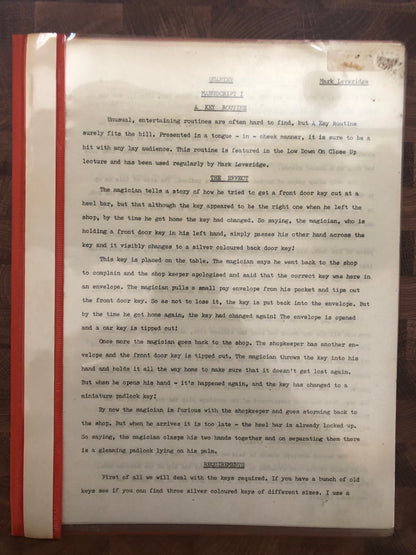 QUANTUM Mark Leveridge
MANUSCRIPT I
A KEY ROUTINE
Unusual, entertaining routines are often hard to find, but A Key Routine
surely fits the bill. Presented in a tongue - in - cheek manner, it is sure to be a
hit with any lay audience. This routine is featured in the Low Down On Close Up
lecture and has been used regularly by Mark Leveridge.
THE EFFECT
The magician tells a story of how he tried to get a front door key cut at a
heel bar, but that although the key appeared to be the right one when he left the
shop, by the time he got home the key had changed. So saying, the magician, who is
holding a front door key in his left hand, simply passes his other hand across the
key and it visibly changes to a silver coloured back door key!
This key is placed on the table. The magician says he went back to the shop
to complain and the shop keeper apologised and said that the correct key was here in
an envelope. The magician pulls a small pay envelope from his pocket and tips out
the front door key. So as not to lose it, the key is put back into the envelope. But
by the time he got home again, the key had changed again! The envelope is opened
and a car key is tipped out!
Once more the magician goes back to the shop. The shopkeeper has another en-
velope and the front door key is tipped out. The magician throws the key into his
hand and holds it all the way home to make sure that it doesn't get lost again.
But when he opens his hand - it's happened again, and the key has changed to a
miniature padlock key!
By now the magician is furious with the shopkeeper and goes storming back to
the shop. But when he arrives it is too late - the heel bar is already locked up.
So saying, the magician clasps his two hands together and on separating them there
is a gleaming padlock lying on his palm.
REQUIREMENTS
First of all we will deal with the keys required. If you have a bunch of old
keys see if you can find three silver coloured keys of different sizes. I use a